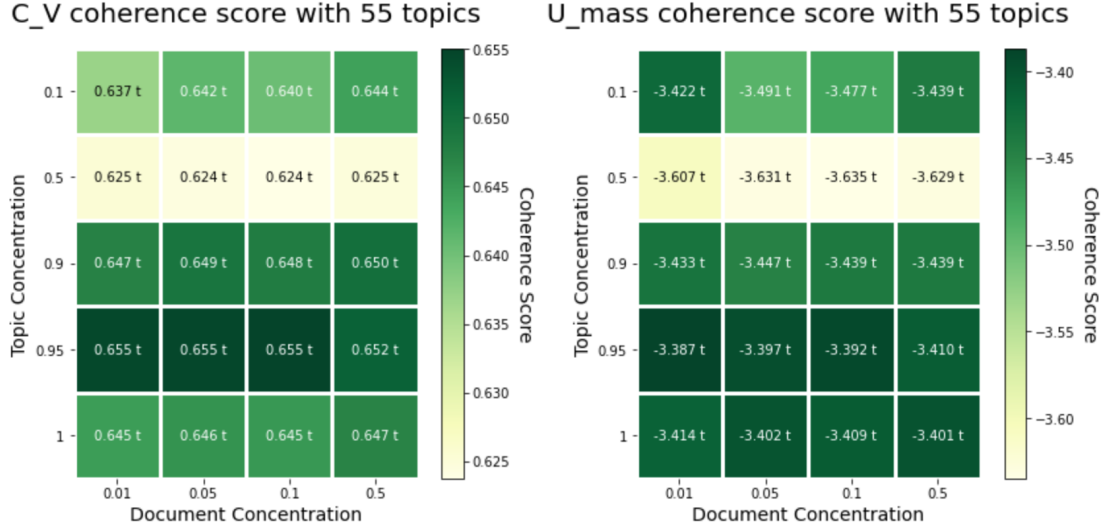 C_V coherence score with 55 topics
0.1
0.5
0.9
0.95
1
Topic Concentration
0.637 t 0.642 t 0.640 t 0.644 t
0.625 t 0.624 t 0.624 t 0.625 t
0.647 t 0.649 t 0.648 t 0.650 t
0.655 t 0.655 t 0.655 t 0.652 t
0.645 t 0.646 t 0.645 t 0.647 t
0.01 0.05 0.1 0.5
Document Concentration
0.655
0.650
0.645
0.640
0.635
0.630
0.625
Coherence Score
U_mass coherence score with 55 topics
0.1
0.5
0.9
0.95
1
Topic Concentration
-3.422 t -3.491 t -3.477 t -3.439 t
-3.607 t -3.631 t -3.635 t -3.629 t
-3.433 t -3.447 t -3.439 t -3.439 t
-3.387 t -3.397 t -3.392 t -3.410 t
-3.414 t -3.402 t -3.409 t -3.401 t
0.01 0.05 0.1 0.5
Document Concentration
−3.40
−3.45
−3.50
−3.55
−3.60
Coherence Score